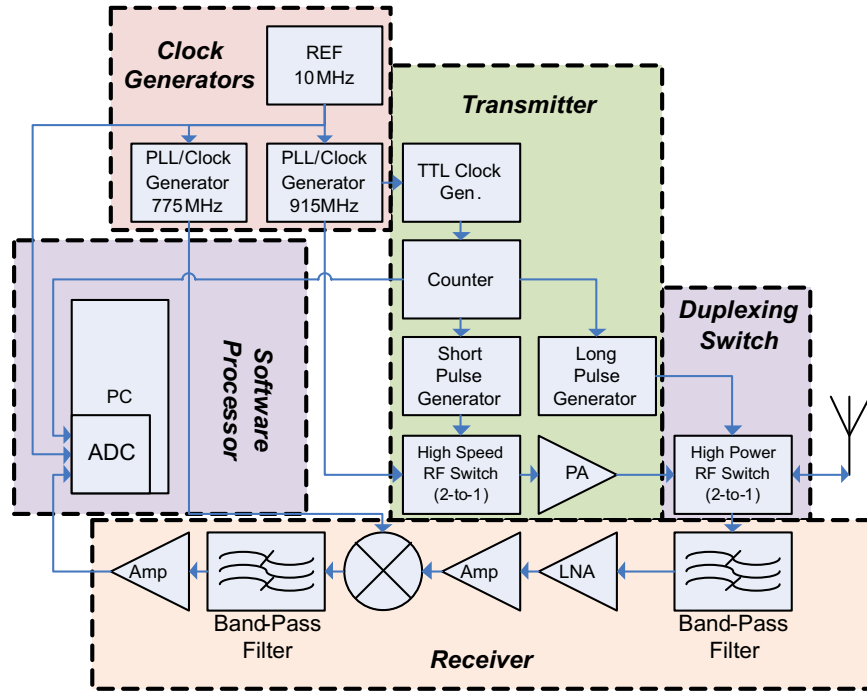 Clock
Generators
REF
10MHz
Transmitter
PLL/Clock
Generator
775MHz
PLL/Clock
Generator
915MHz
TTL Clock
Gen.
Counter
Software
Processor
PC
ADC
Short
Pulse
Generator
Long
Pulse
Generator
Duplexing
Switch
High Speed
RF Switch
(2-to-1)
PA
High Power
RF Switch
(2-to-1)
Amp
Band-Pass
Filter
Amp
LNA
Band-Pass
Filter
Receiver